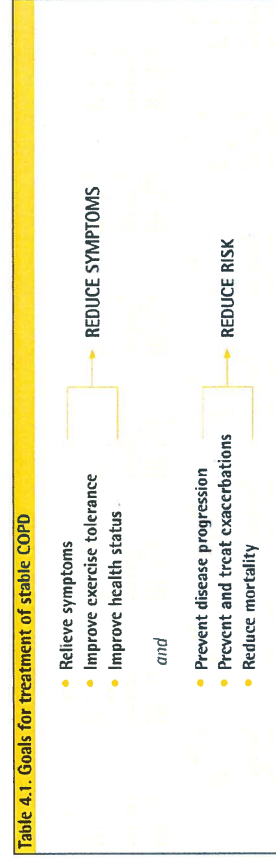 Table 4.1. Goals for treatment of stable COPD
• Relieve symptoms
• Improve exercise tolerance
• Improve health status
REDUCE SYMPTOMS
and
• Prevent disease progression
• Prevent and treat exacerbations
• Reduce mortality
REDUCE RISK